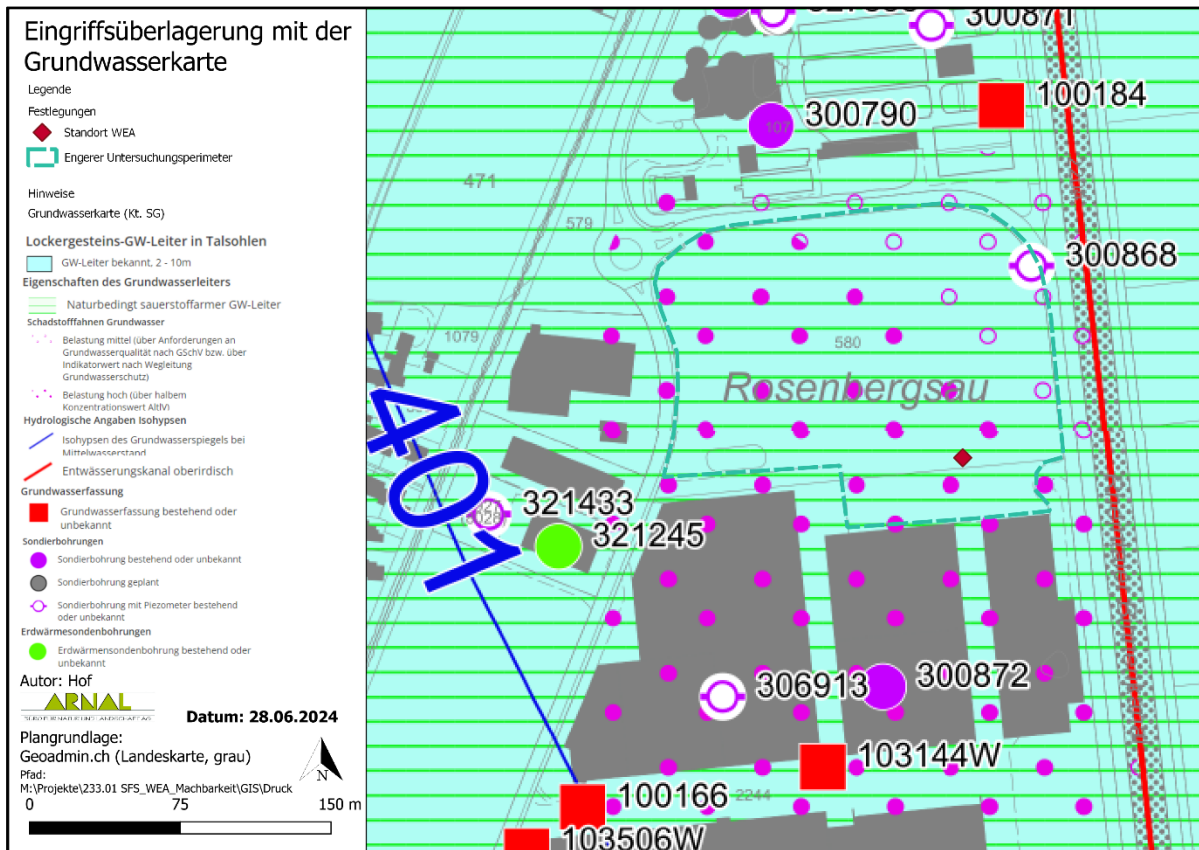 Eingriffsüberlagerung mit der
Grundwasserkarte
Legende
Festlegungen
Standort WEA
Engerer Untersuchungsperimeter
Hinweise
Grundwasserkarte (Kt. SG)
Lockergesteins-GW-Leiter in Talsohlen
GW-Leiter bekannt, 2 - 10m
Eigenschaften des Grundwasserleiters
Naturbedingt sauerstoffarmer GW-Leiter
Schadstofffahnen Grundwasser
Belastung mittel (über Anforderungen an
Grundwasserqualität nach GSchV bzw. über
Indikatorwert nach Wegleitung
Grundwasserschutz)
Belastung hoch (über halbem
Konzentrationswert AltlV)
Hydrologische Angaben Isohypsen
Isohypsen des Grundwasserspiegels bei
Mittelwasserstand
Entwässerungskanal oberirdisch
Grundwasserfassung
Grundwasserfassung bestehend oder
unbekannt
Sondierbohrungen
Sondierbohrung bestehend oder unbekannt
Sondierbohrung geplant
Sondierbohrung mit Piezometer bestehend
oder unbekannt
Erdwärmesondenbohrungen
Erdwärmensondenbohrung bestehend oder
unbekannt
Autor: Hof
ARNAL
Datum: 28.06.2024
Plangrundlage:
Geoadmin.ch (Landeskarte, grau)
Pfad:
M:\Projekte\233.01 SFS_WEA_Machbarkeit\GIS\Druck
N
0 75 150 m
300871
100184
300790
107
471
579
300868
1079
580
Rosenbergsau
401
321433
321245
306913
300872
103144W
2244
100166
103506W